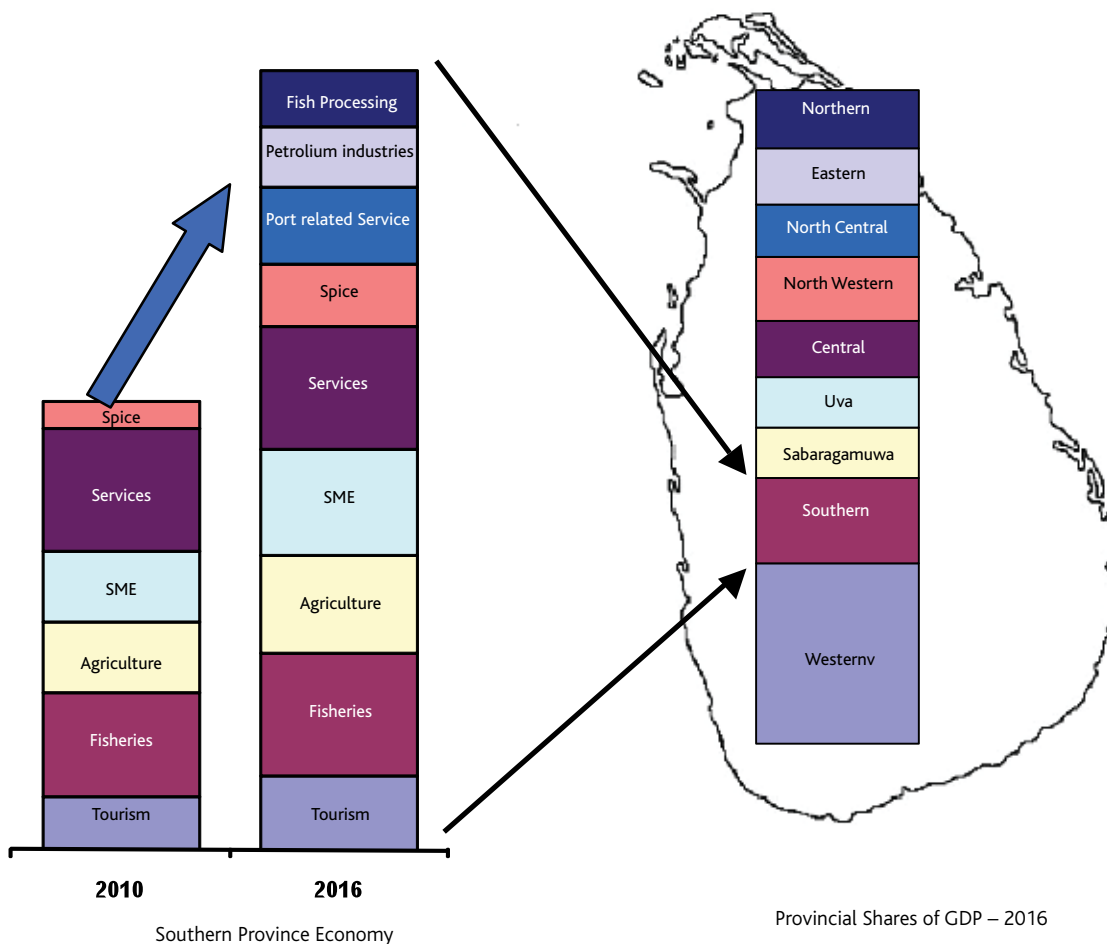 Fish Processing
Petrolium industries
Port related Service
Spice
Services
SME
Agriculture
Fisheries
Tourism
Spice
Services
SME
Agriculture
Fisheries
Tourism
2010
2016
Southern Province Economy
Northern
Eastern
North Central
North Western
Central
Uva
Sabaragamuwa
Southern
Westernv
Provincial Shares of GDP – 2016